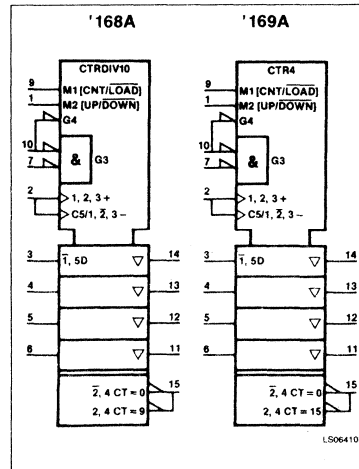 '168A
'169A
CTRDIV10
9 M1 [CNT/LOAD]
1 M2 [UP/DOWN]
G4
10
7 & G3
2 1, 2, 3 +
C5/1, 2̅, 3 −
3 1̅, 5D ▽ 14
4 ▽ 13
5 ▽ 12
6 ▽ 11
2̅, 4 CT = 0 15
2, 4 CT = 9
CTR4
9 M1 [CNT/LOAD]
1 M2 [UP/DOWN]
G4
10
7 & G3
2 1, 2, 3 +
C5/1, 2̅, 3 −
3 1̅, 5D ▽ 14
4 ▽ 13
5 ▽ 12
6 ▽ 11
2̅, 4 CT = 0 15
2, 4 CT = 15
LS06410